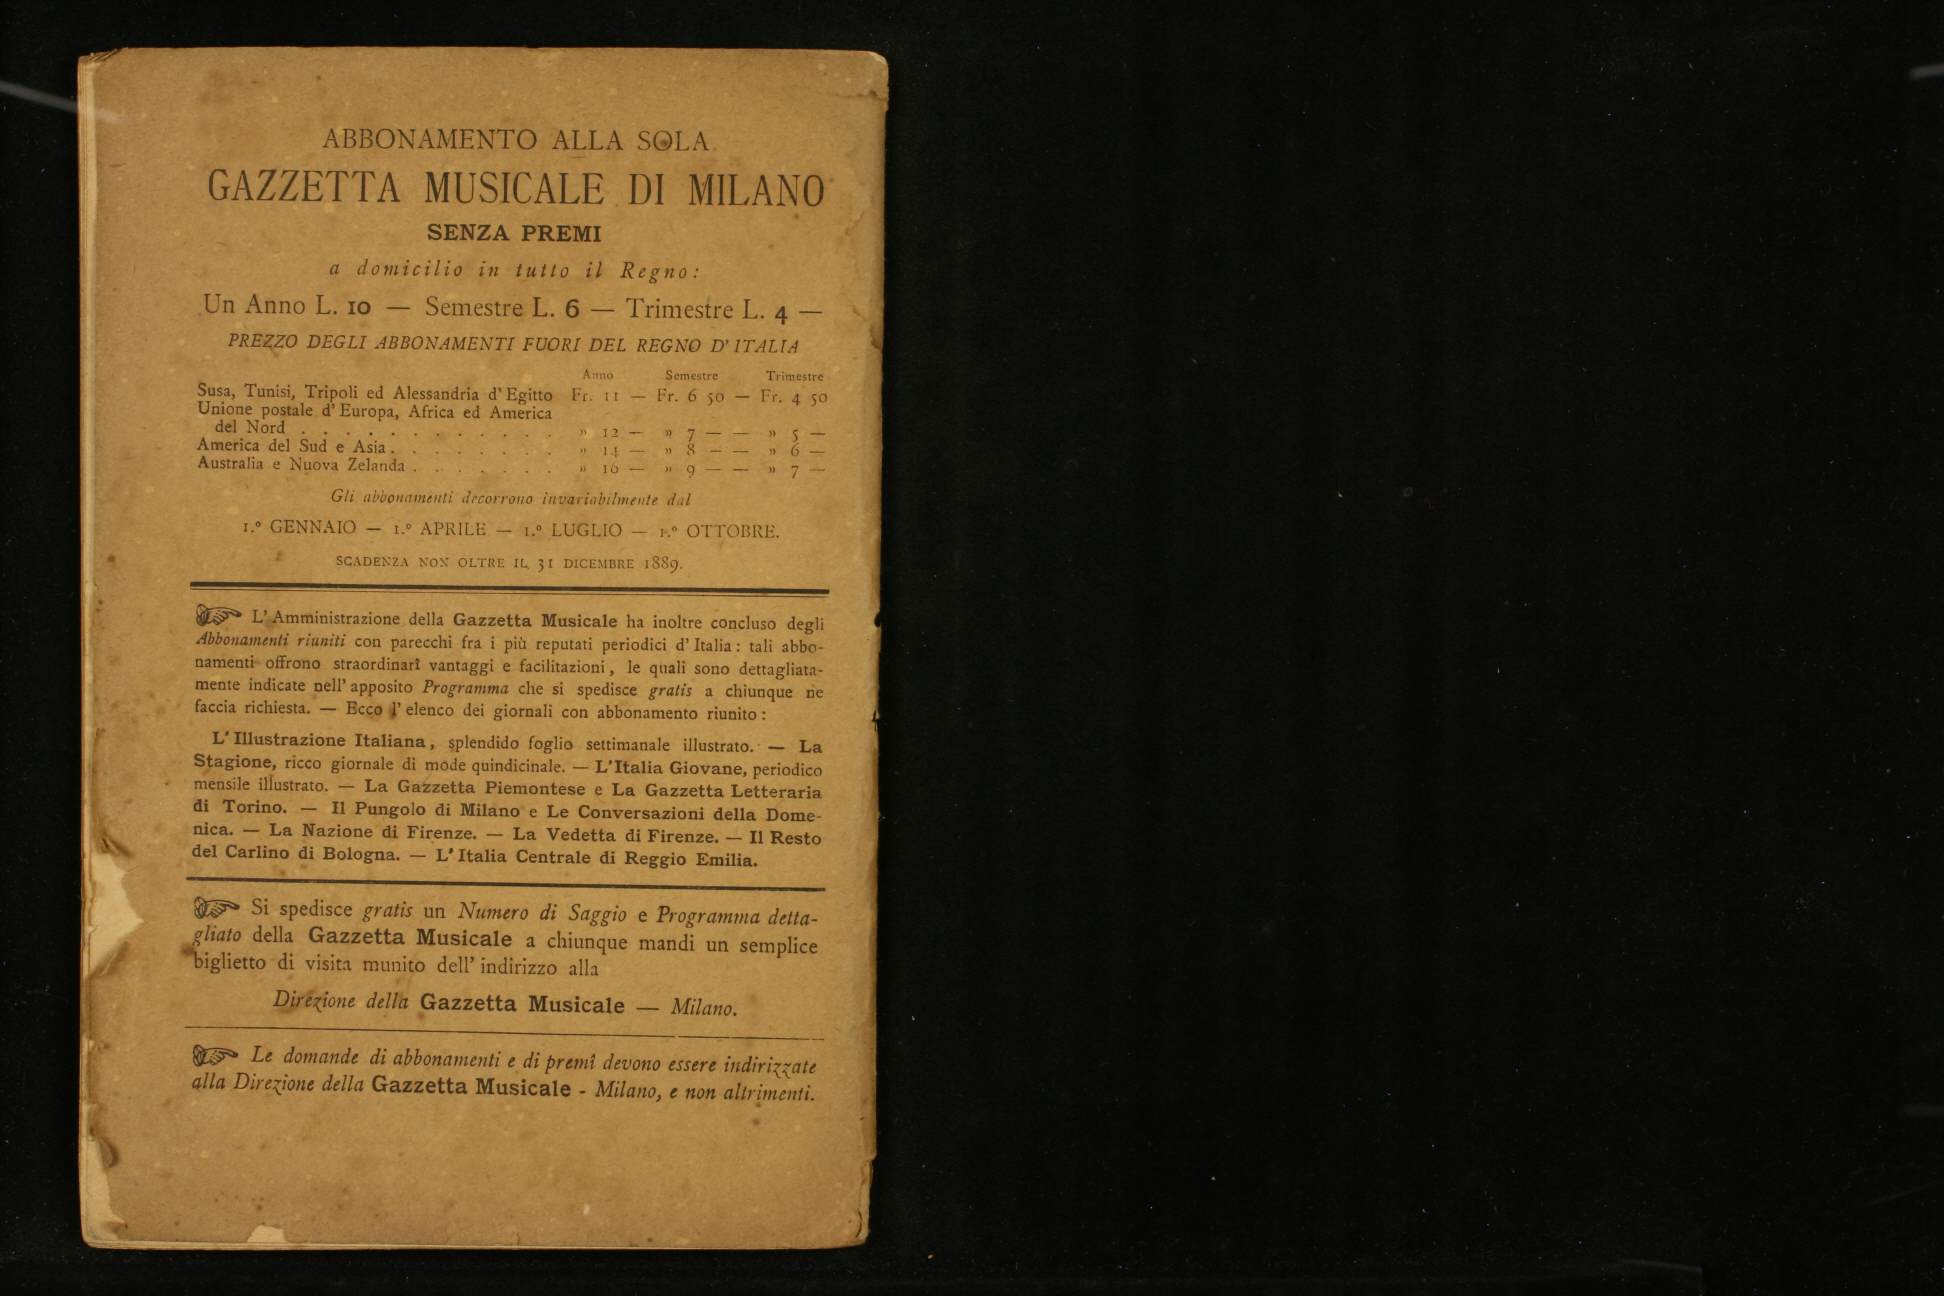 ABBONAMENTO ALLA SOLA
GAZZETTA MUSICALE DI MILANO
SENZA PREMI
a domicilio in tutto il Regno:
Un Anno L. 10 — Semestre L. 6 — Trimestre L. 4 —
PREZZO DEGLI ABBONAMENTI FUORI DEL REGNO D'ITALIA
Anno Semestre Trimestre
Susa, Tunisi, Tripoli ed Alessandria d'Egitto Fr. 11 — Fr. 6 50 — Fr. 4 50
Unione postale d'Europa, Africa ed America
del Nord . . . . . . . . . . . . » 12 — » 7 — — » 5 —
America del Sud e Asia . . . . . . . . » 14 — » 8 — — » 6 —
Australia e Nuova Zelanda . . . . . . . » 16 — » 9 — — » 7 —
Gli abbonamenti decorrono invariabilmente dal
1.º GENNAIO — 1.º APRILE — 1.º LUGLIO — 1.º OTTOBRE.
SCADENZA NON OLTRE IL 31 DICEMBRE 1889.
L'Amministrazione della Gazzetta Musicale ha inoltre concluso degli
Abbonamenti riuniti con parecchi fra i più reputati periodici d'Italia: tali abbo-
namenti offrono straordinarî vantaggi e facilitazioni, le quali sono dettagliata-
mente indicate nell'apposito Programma che si spedisce gratis a chiunque ne
faccia richiesta. — Ecco l'elenco dei giornali con abbonamento riunito:
L'Illustrazione Italiana, splendido foglio settimanale illustrato. — La
Stagione, ricco giornale di mode quindicinale. — L'Italia Giovane, periodico
mensile illustrato. — La Gazzetta Piemontese e La Gazzetta Letteraria
di Torino. — Il Pungolo di Milano e Le Conversazioni della Dome-
nica. — La Nazione di Firenze. — La Vedetta di Firenze. — Il Resto
del Carlino di Bologna. — L'Italia Centrale di Reggio Emilia.
Si spedisce gratis un Numero di Saggio e Programma detta-
gliato della Gazzetta Musicale a chiunque mandi un semplice
biglietto di visita munito dell'indirizzo alla
Direzione della Gazzetta Musicale — Milano.
Le domande di abbonamenti e di premî devono essere indirizzate
alla Direzione della Gazzetta Musicale - Milano, e non altrimenti.